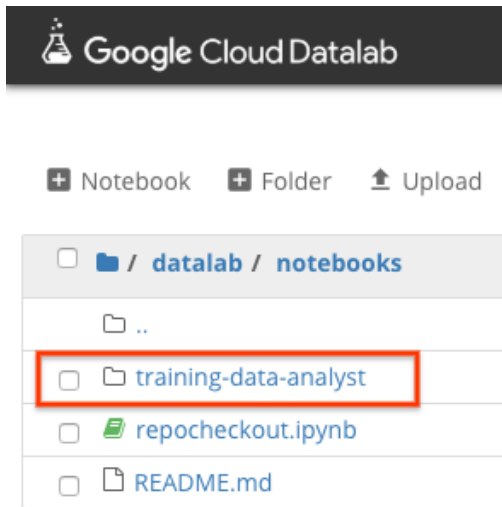 Google Cloud Datalab
Notebook Folder Upload
/ datalab / notebooks
..
training-data-analyst
repocheckout.ipynb
README.md